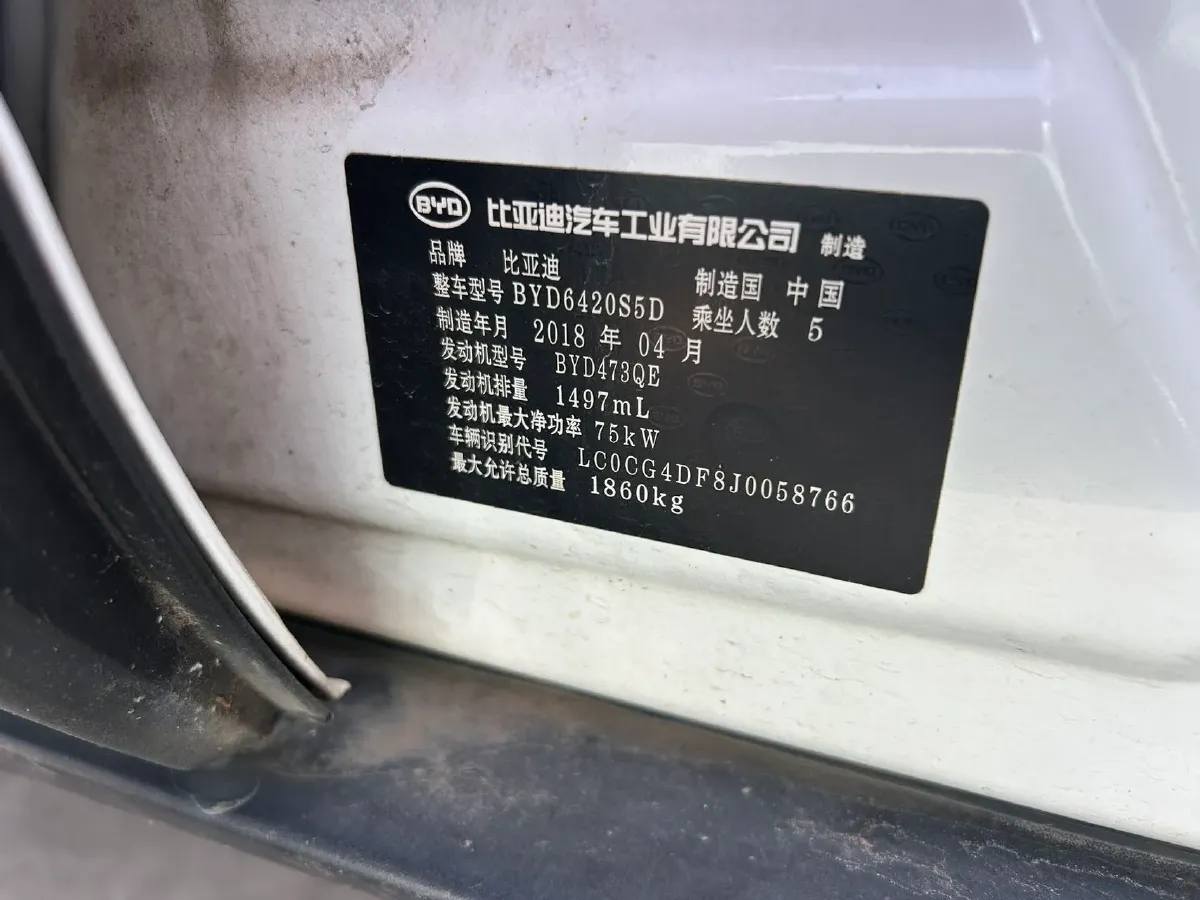 BYD 比亚迪汽车工业有限公司 制造
品牌 比亚迪 制造国 中国
整车型号 BYD6420S5D 乘坐人数 5
制造年月 2018 年 04 月
发动机型号 BYD473QE
发动机排量 1497mL
发动机最大净功率 75kW
车辆识别代号 LC0CG4DF8J0058766
最大允许总质量 1860kg